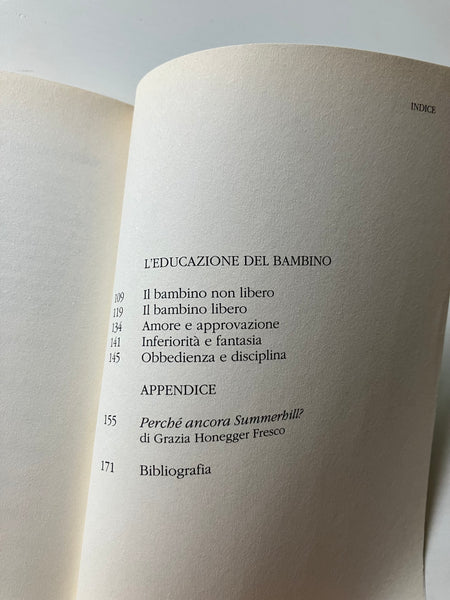 INDICE
L'EDUCAZIONE DEL BAMBINO
109 Il bambino non libero
119 Il bambino libero
134 Amore e approvazione
141 Inferiorità e fantasia
145 Obbedienza e disciplina
APPENDICE
155 Perché ancora Summerhill?
di Grazia Honegger Fresco
171 Bibliografia